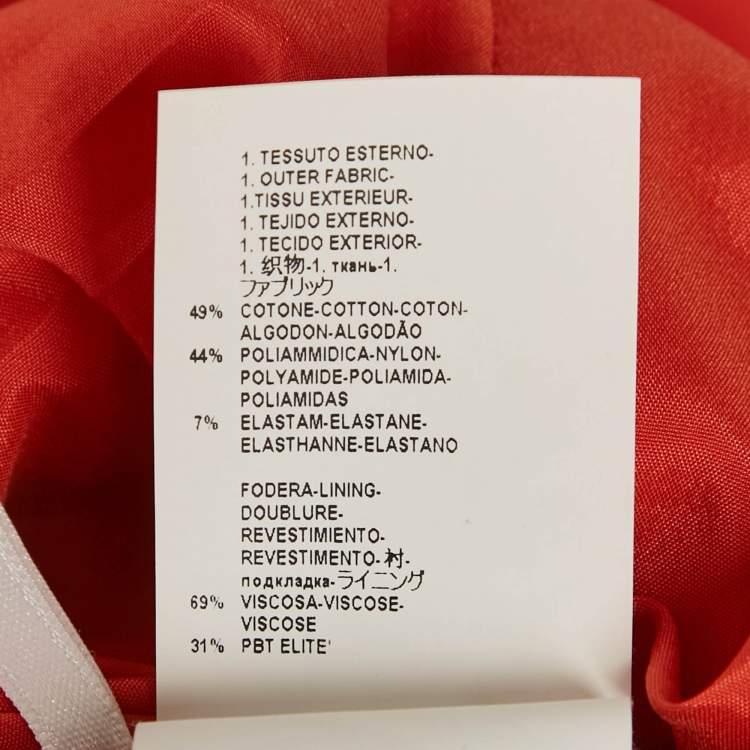 1. TESSUTO ESTERNO-
1. OUTER FABRIC-
1.TISSU EXTERIEUR-
1. TEJIDO EXTERNO-
1. TECIDO EXTERIOR-
1. 织物-1. ткань-1.
ファブリック
49% COTONE-COTTON-COTON-
ALGODON-ALGODÃO
44% POLIAMMIDICA-NYLON-
POLYAMIDE-POLIAMIDA-
POLIAMIDAS
7% ELASTAM-ELASTANE-
ELASTHANNE-ELASTANO
FODERA-LINING-
DOUBLURE-
REVESTIMIENTO-
REVESTIMENTO-衬-
подкладка-ライニング
69% VISCOSA-VISCOSE-
VISCOSE
31% PBT ELITE'